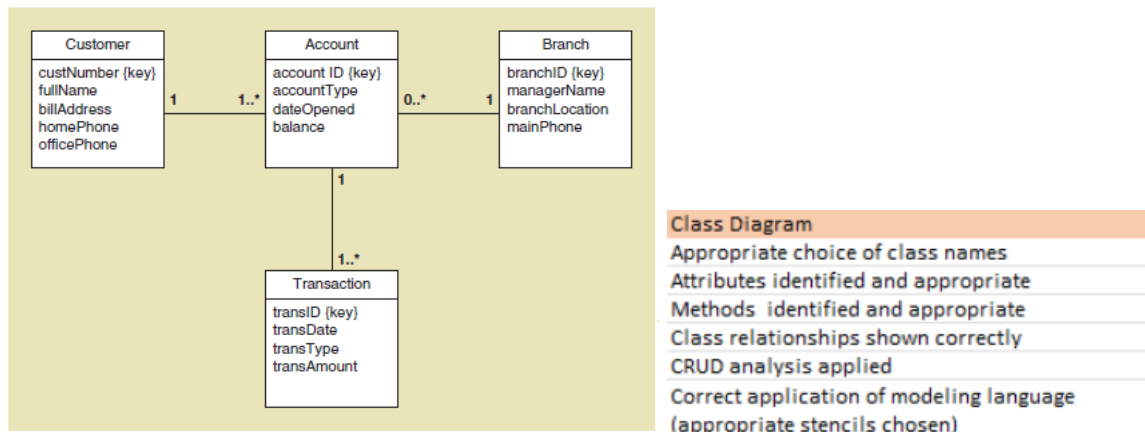 Customer
custNumber {key}
fullName
billAddress
homePhone
officePhone
1
1..*
Account
account ID {key}
accountType
dateOpened
balance
0..*
1
Branch
branchID {key}
managerName
branchLocation
mainPhone
1
1..*
Transaction
transID {key}
transDate
transType
transAmount
Class Diagram
Appropriate choice of class names
Attributes identified and appropriate
Methods identified and appropriate
Class relationships shown correctly
CRUD analysis applied
Correct application of modeling language
(appropriate stencils chosen)